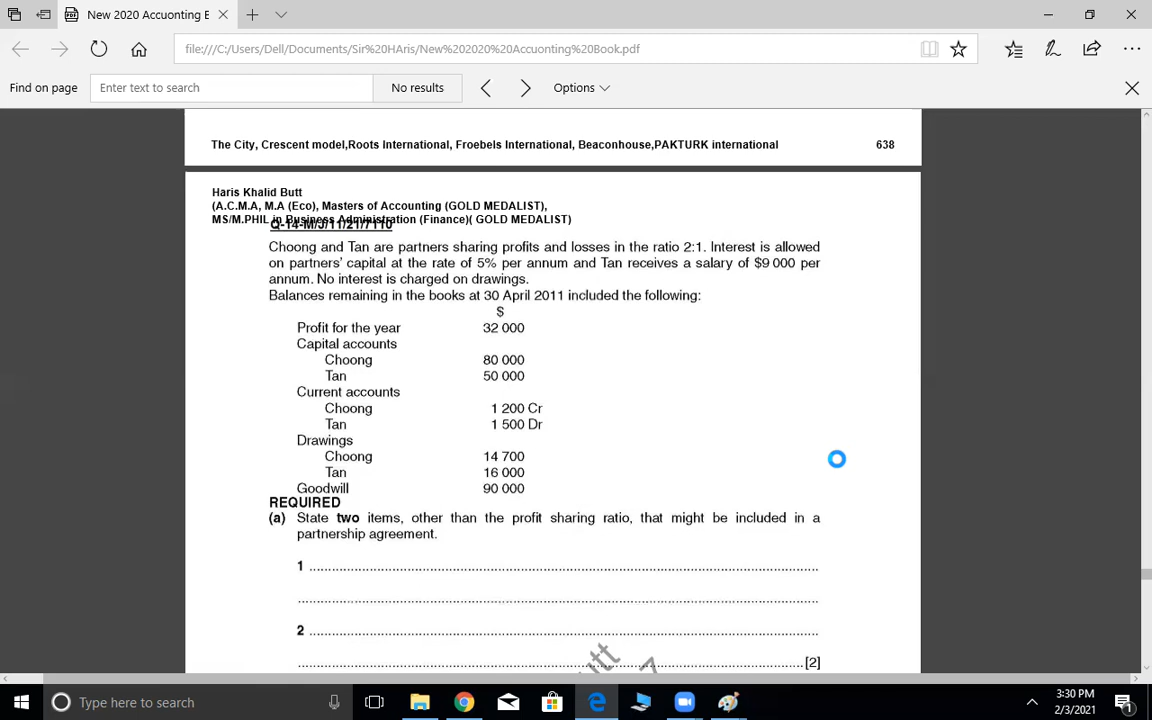 New 2020 Accuonting E
file:///C:/Users/Dell/Documents/Sir%20HAris/New%202020%20Accuonting%20Book.pdf
Find on page
Enter text to search
No results
Options
The City, Crescent model,Roots International, Froebels International, Beaconhouse,PAKTURK international 638
Haris Khalid Butt
(A.C.M.A, M.A (Eco), Masters of Accounting (GOLD MEDALIST),
MS/M.PHIL in Business Administration (Finance)( GOLD MEDALIST)
Q-14-M/J/11/21/7110
Choong and Tan are partners sharing profits and losses in the ratio 2:1. Interest is allowed
on partners' capital at the rate of 5% per annum and Tan receives a salary of $9 000 per
annum. No interest is charged on drawings.
Balances remaining in the books at 30 April 2011 included the following:
$
Profit for the year 32 000
Capital accounts
Choong 80 000
Tan 50 000
Current accounts
Choong 1 200 Cr
Tan 1 500 Dr
Drawings
Choong 14 700
Tan 16 000
Goodwill 90 000
REQUIRED
(a) State two items, other than the profit sharing ratio, that might be included in a
partnership agreement.
1 ..................................................
..................................................
2 ..................................................
.................................................. [2]
Type here to search
3:30 PM
2/3/2021
1